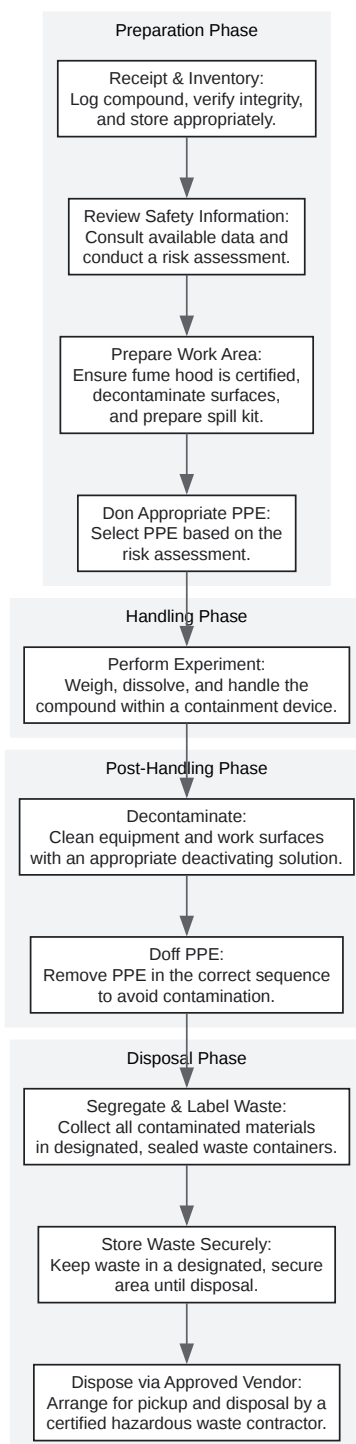 Preparation Phase
Receipt & Inventory:
Log compound, verify integrity,
and store appropriately.
Review Safety Information:
Consult available data and
conduct a risk assessment.
Prepare Work Area:
Ensure fume hood is certified,
decontaminate surfaces,
and prepare spill kit.
Don Appropriate PPE:
Select PPE based on the
risk assessment.
Handling Phase
Perform Experiment:
Weigh, dissolve, and handle the
compound within a containment device.
Post-Handling Phase
Decontaminate:
Clean equipment and work surfaces
with an appropriate deactivating solution.
Doff PPE:
Remove PPE in the correct sequence
to avoid contamination.
Disposal Phase
Segregate & Label Waste:
Collect all contaminated materials
in designated, sealed waste containers.
Store Waste Securely:
Keep waste in a designated, secure
area until disposal.
Dispose via Approved Vendor:
Arrange for pickup and disposal by a
certified hazardous waste contractor.